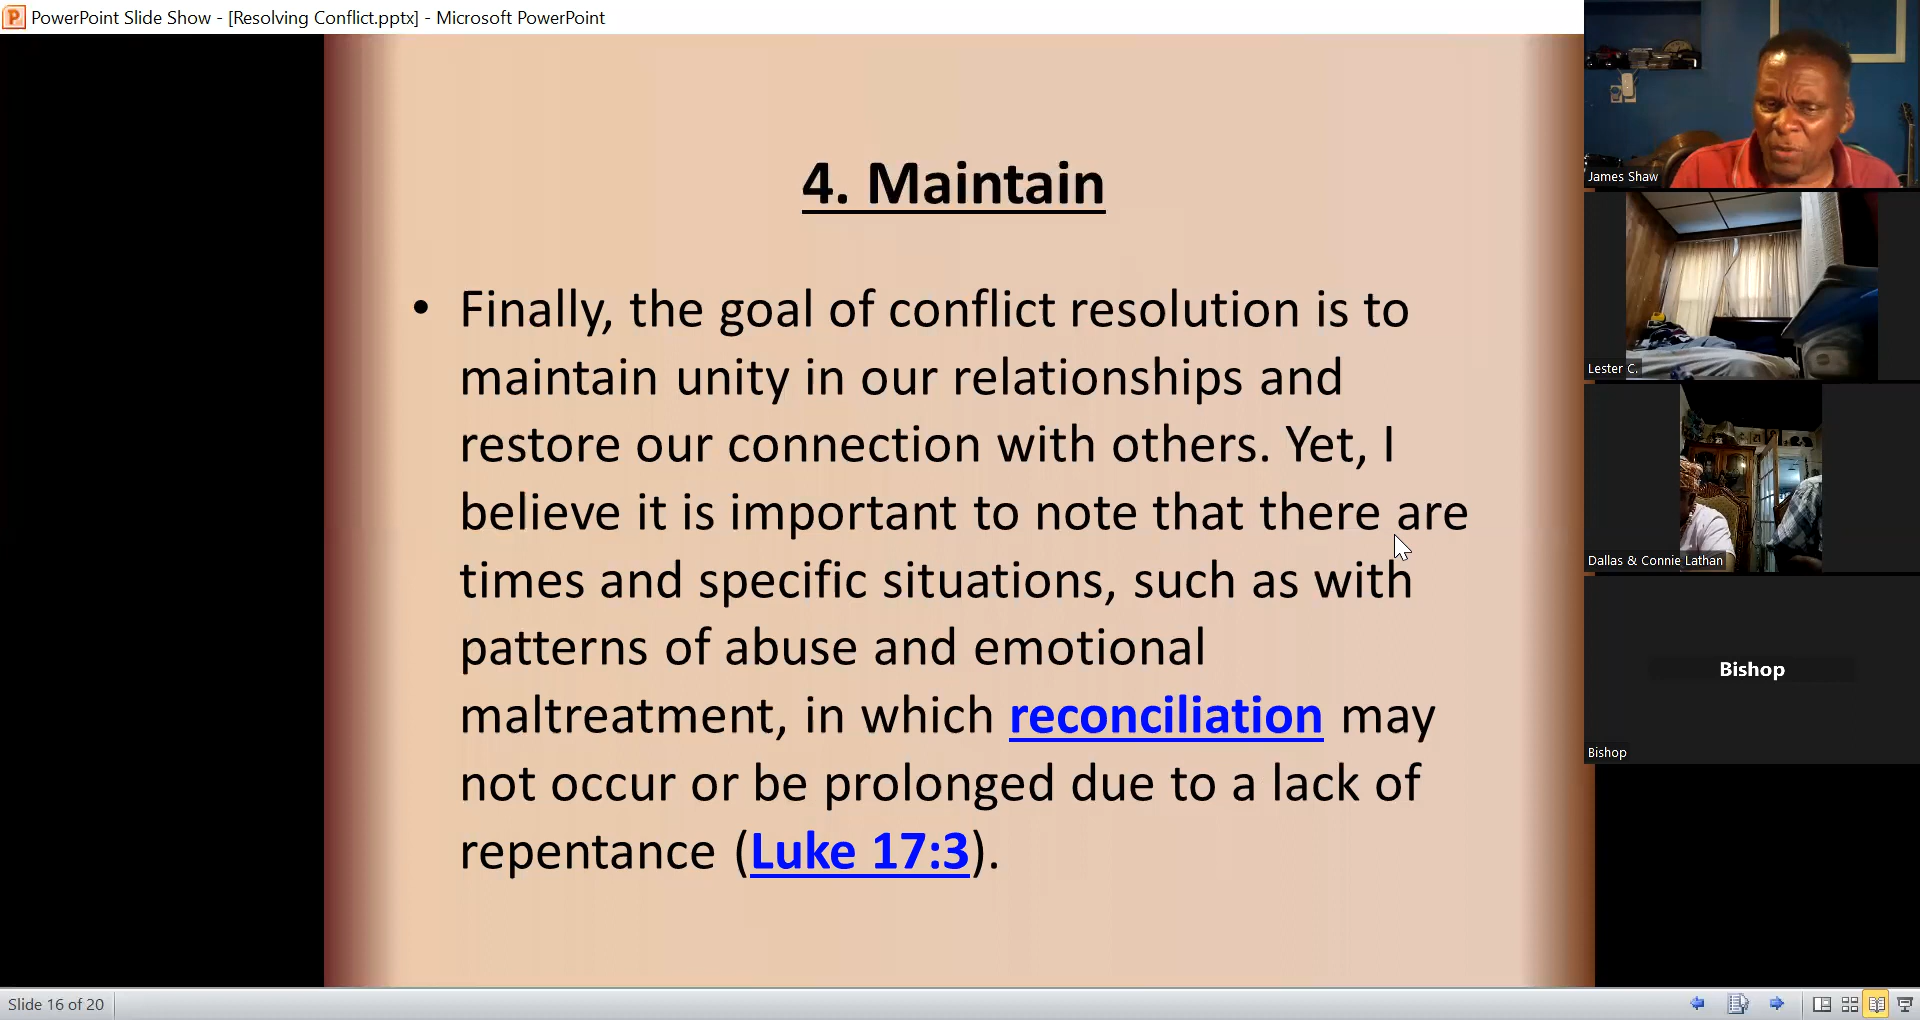 PowerPoint Slide Show - [Resolving Conflict.pptx] - Microsoft PowerPoint
4. Maintain
• Finally, the goal of conflict resolution is to
maintain unity in our relationships and
restore our connection with others. Yet, I
believe it is important to note that there are
times and specific situations, such as with
patterns of abuse and emotional
maltreatment, in which reconciliation may
not occur or be prolonged due to a lack of
repentance (Luke 17:3).
James Shaw
Lester C.
Dallas & Connie Lathan
Bishop
Bishop
Slide 16 of 20